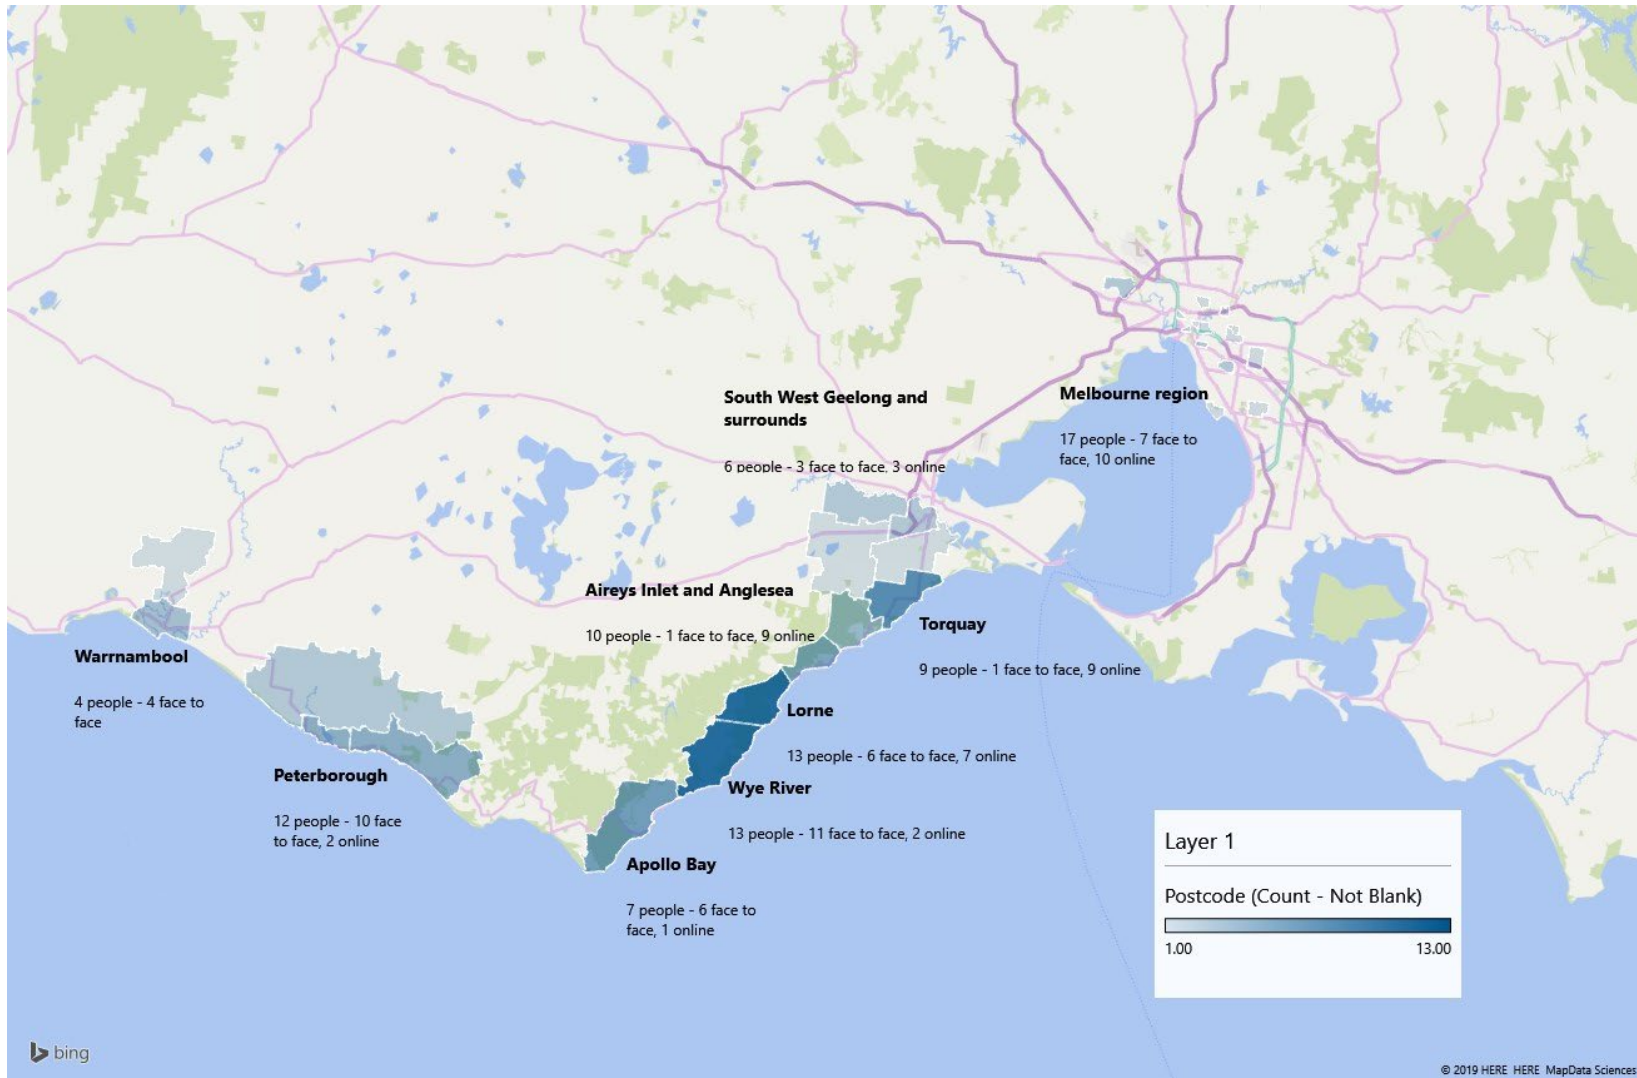 South West Geelong and
surrounds
6 people - 3 face to face, 3 online
Melbourne region
17 people - 7 face to
face, 10 online
Aireys Inlet and Anglesea
10 people - 1 face to face, 9 online
Torquay
9 people - 1 face to face, 9 online
Warrnambool
4 people - 4 face to
face
Lorne
13 people - 6 face to face, 7 online
Peterborough
12 people - 10 face
to face, 2 online
Wye River
13 people - 11 face to face, 2 online
Apollo Bay
7 people - 6 face to
face, 1 online
Layer 1
Postcode (Count - Not Blank)
1.00 13.00
bing
© 2019 HERE HERE MapData Sciences